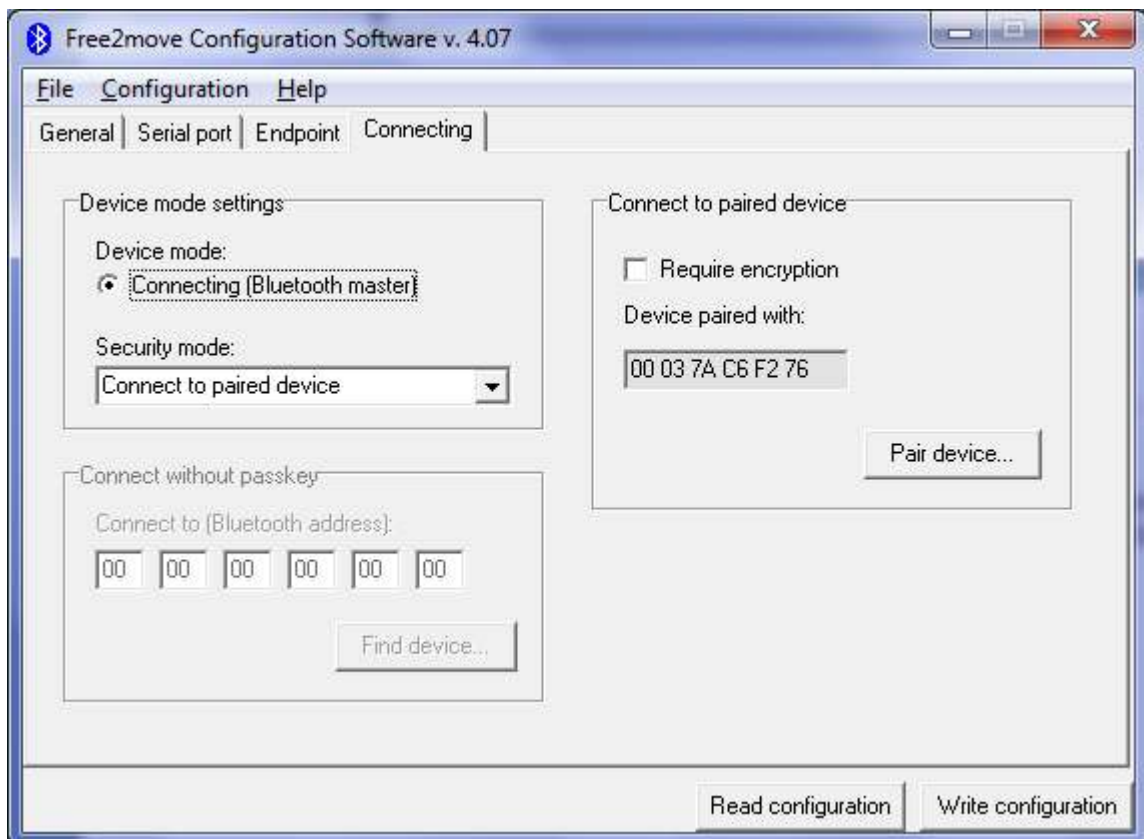 Free2move Configuration Software v. 4.07
File Configuration Help
General Serial port Endpoint Connecting
Device mode settings
Device mode:
Connecting (Bluetooth master)
Security mode:
Connect to paired device
Connect without passkey
Connect to (Bluetooth address):
00 00 00 00 00 00
Find device...
Connect to paired device
Require encryption
Device paired with:
00 03 7A C6 F2 76
Pair device...
Read configuration Write configuration